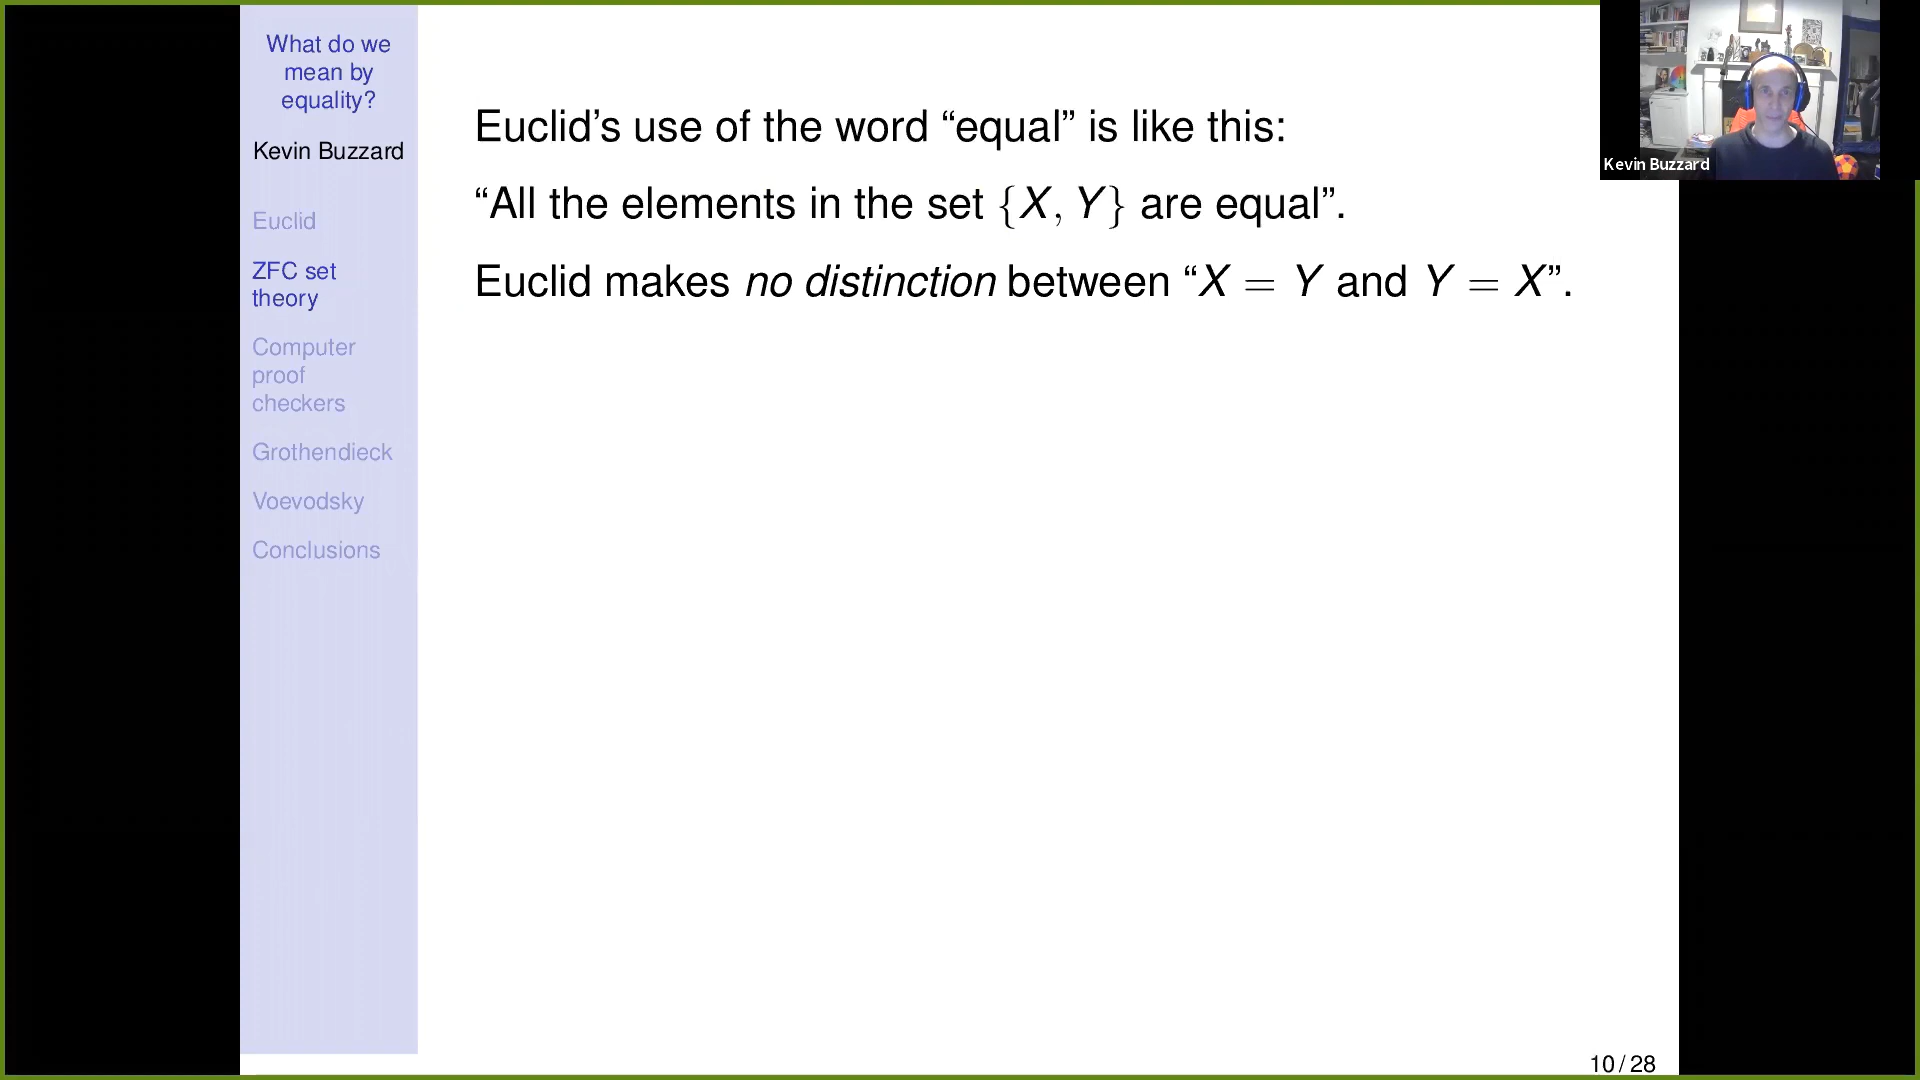 What do we
mean by
equality?
Kevin Buzzard
Euclid
ZFC set
theory
Computer
proof
checkers
Grothendieck
Voevodsky
Conclusions
Euclid’s use of the word “equal” is like this:
“All the elements in the set {X, Y} are equal”.
Euclid makes no distinction between “X = Y and Y = X”.
Kevin Buzzard
10 / 28